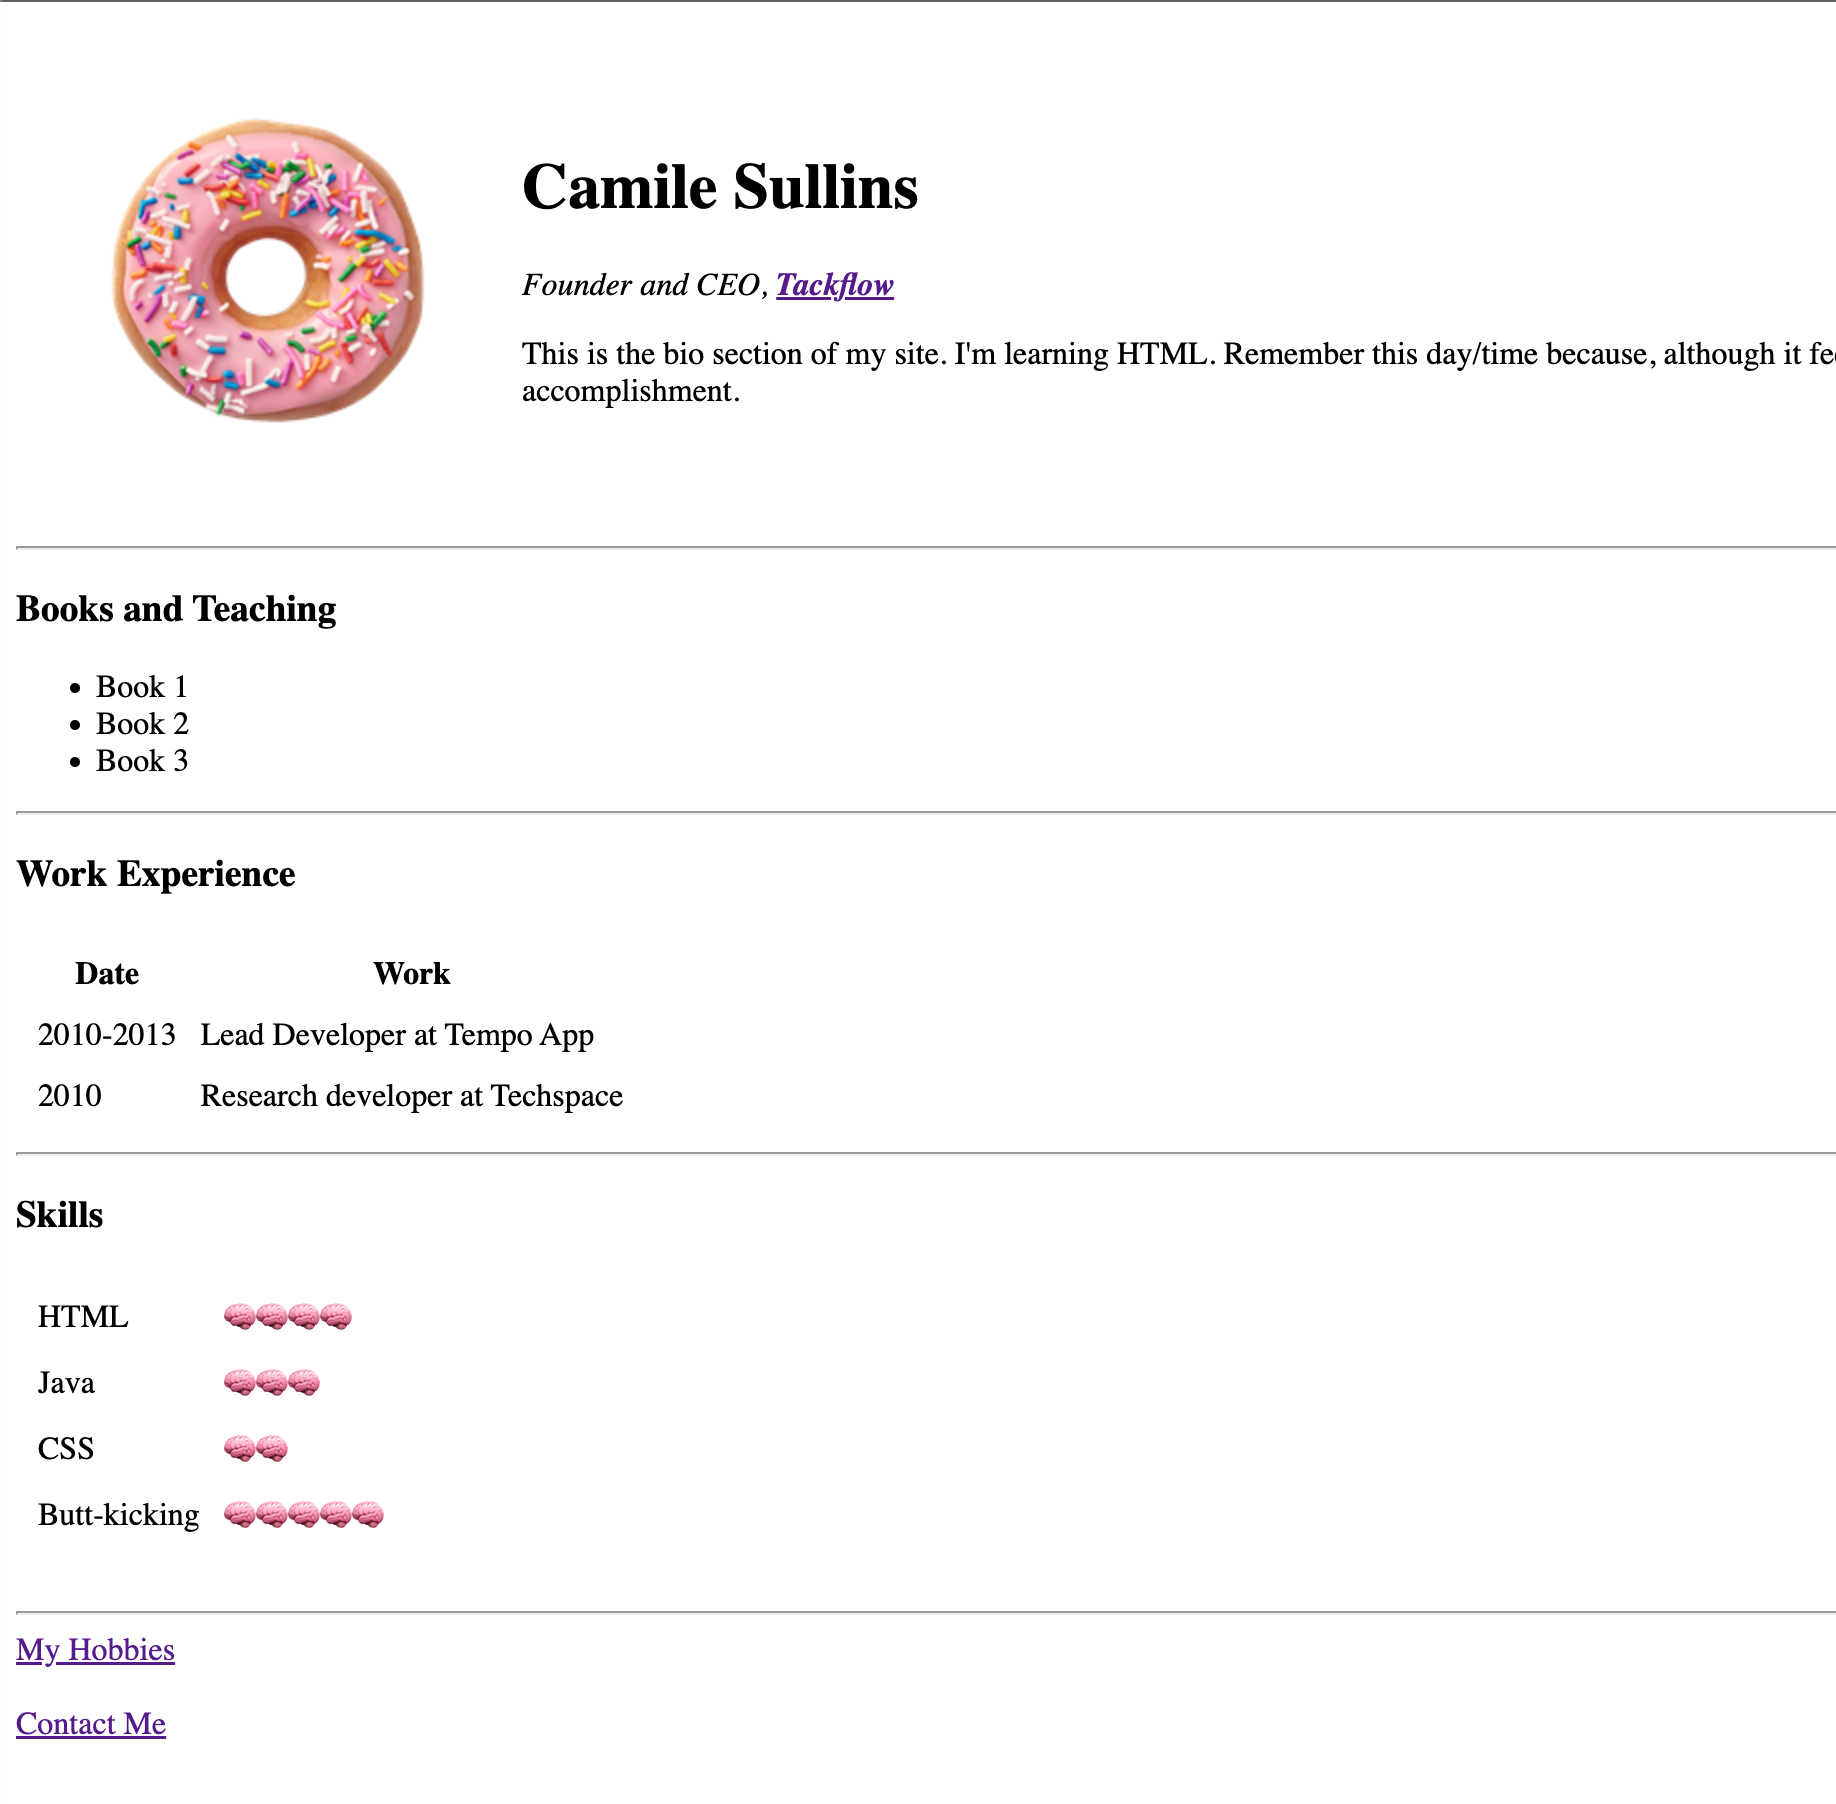 Camile Sullins
Founder and CEO, Tackflow
This is the bio section of my site. I'm learning HTML. Remember this day/time because, although it
accomplishment.
Books and Teaching
• Book 1
• Book 2
• Book 3
Work Experience
Date Work
2010-2013 Lead Developer at Tempo App
2010 Research developer at Techspace
Skills
HTML 🧠🧠🧠🧠
Java 🧠🧠🧠
CSS 🧠🧠
Butt-kicking 🧠🧠🧠🧠🧠
My Hobbies
Contact Me